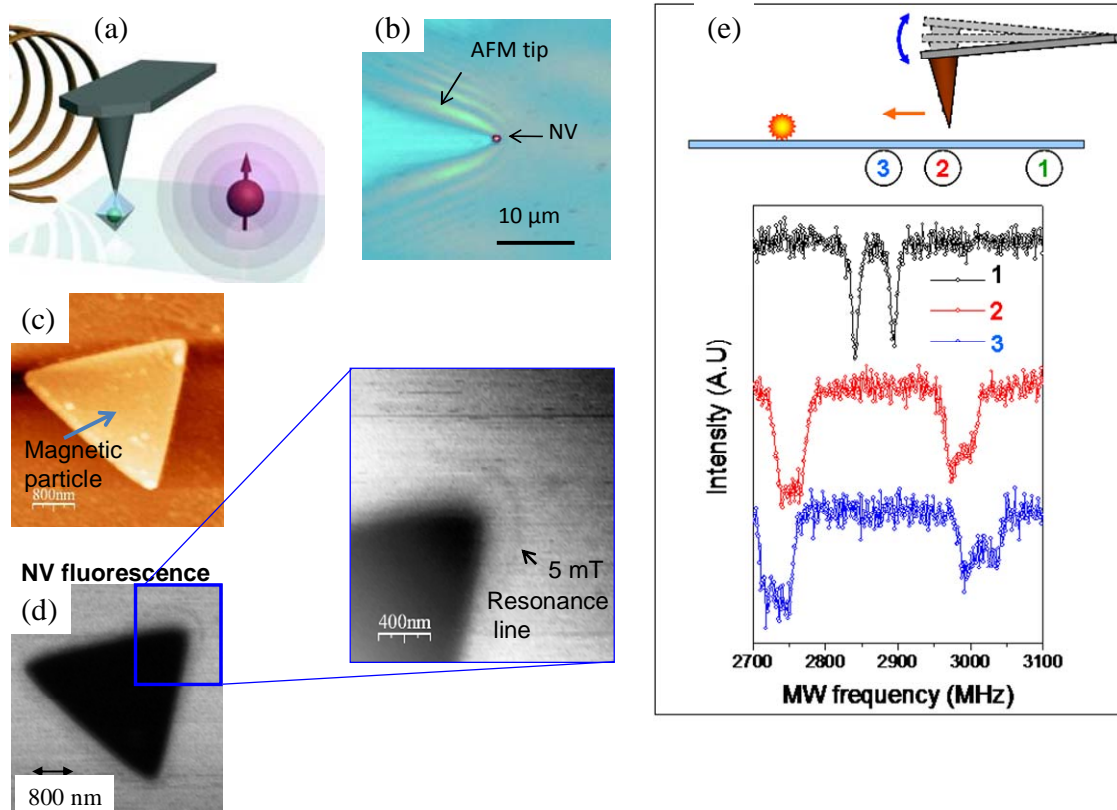 (a)
(b)
AFM tip
NV
10 µm
(c)
Magnetic
particle
800nm
NV fluorescence
(d)
800 nm
5 mT
Resonance
line
400nm
(e)
3
2
1
1
2
3
Intensity (A.U)
2700
2800
2900
3000
3100
MW frequency (MHz)